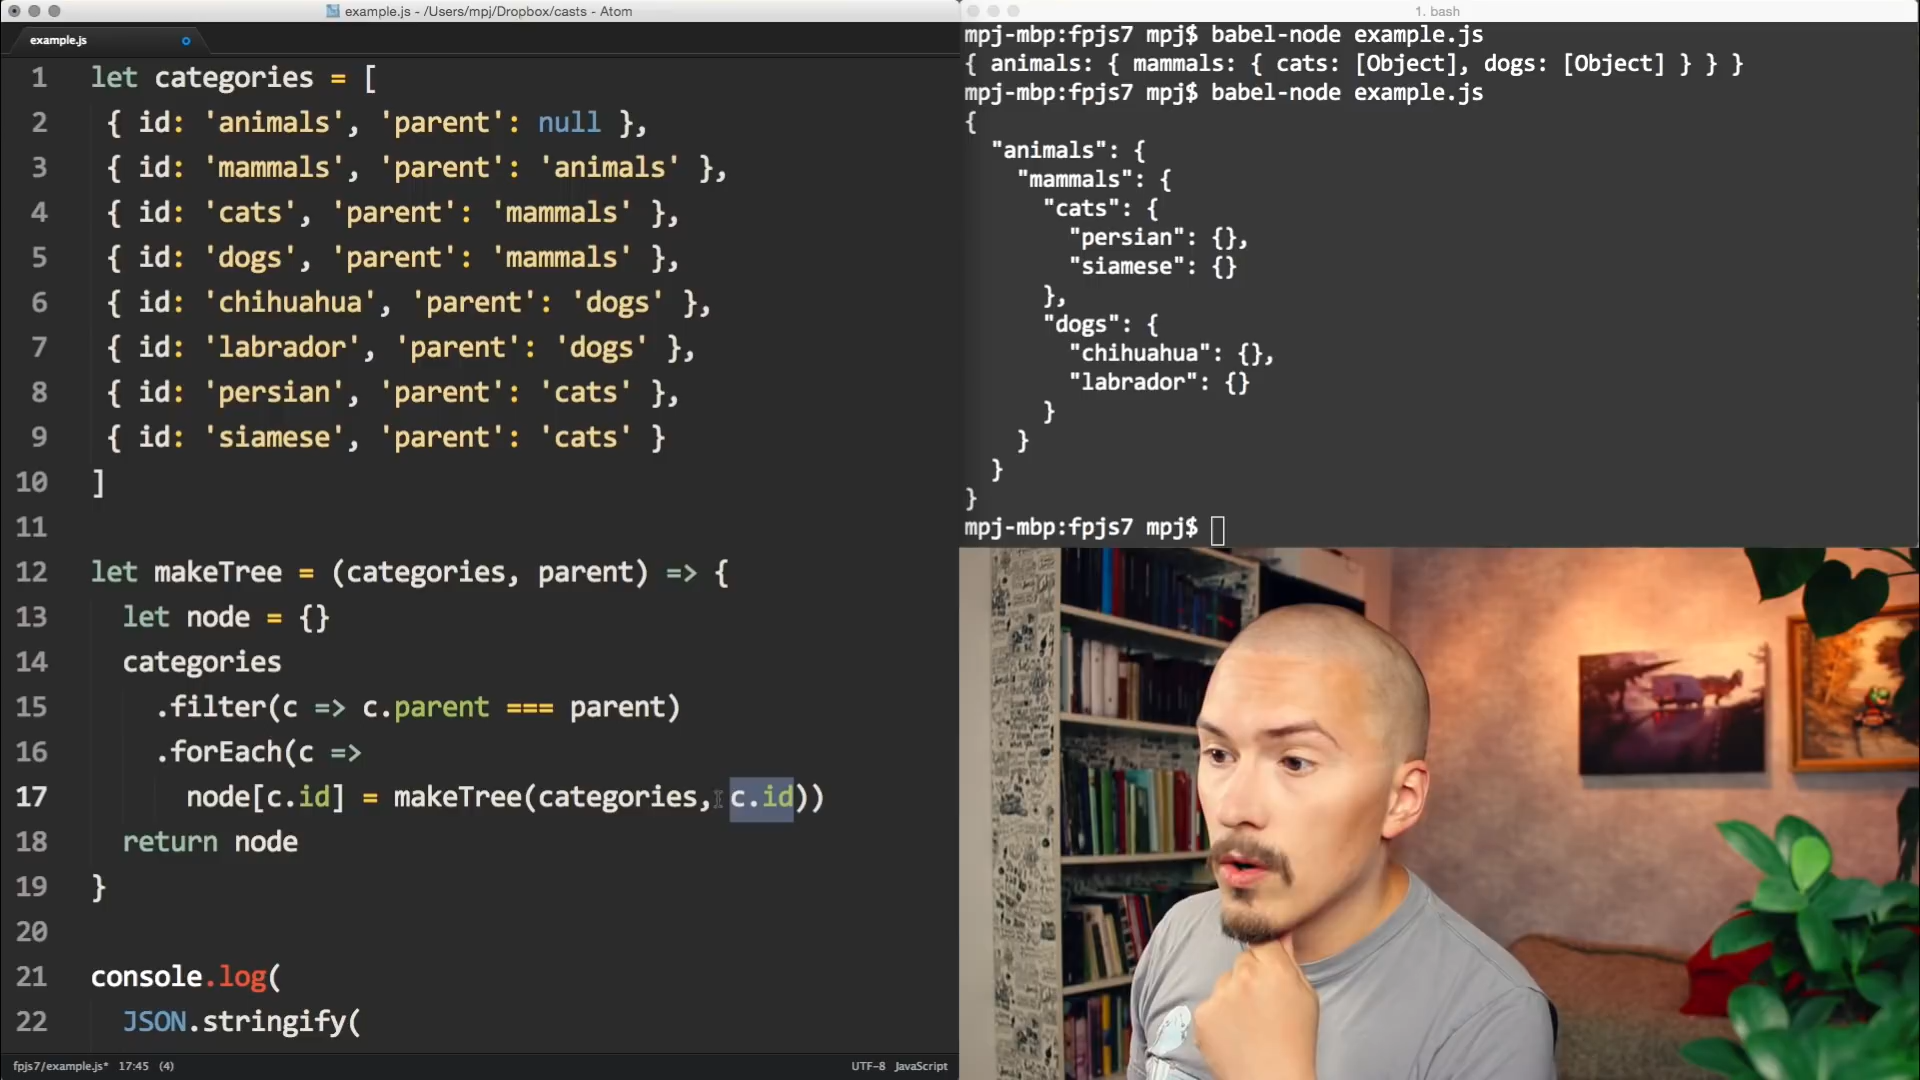 example.js - /Users/mpj/Dropbox/casts - Atom
example.js
1 let categories = [
2 { id: 'animals', 'parent': null },
3 { id: 'mammals', 'parent': 'animals' },
4 { id: 'cats', 'parent': 'mammals' },
5 { id: 'dogs', 'parent': 'mammals' },
6 { id: 'chihuahua', 'parent': 'dogs' },
7 { id: 'labrador', 'parent': 'dogs' },
8 { id: 'persian', 'parent': 'cats' },
9 { id: 'siamese', 'parent': 'cats' }
10 ]
11
12 let makeTree = (categories, parent) => {
13 let node = {}
14 categories
15 .filter(c => c.parent === parent)
16 .forEach(c =>
17 node[c.id] = makeTree(categories, c.id))
18 return node
19 }
20
21 console.log(
22 JSON.stringify(
fpjs7/example.js* 17:45 (4) UTF-8 JavaScript
1. bash
mpj-mbp:fpjs7 mpj$ babel-node example.js
{ animals: { mammals: { cats: [Object], dogs: [Object] } } }
mpj-mbp:fpjs7 mpj$ babel-node example.js
{
"animals": {
"mammals": {
"cats": {
"persian": {},
"siamese": {}
},
"dogs": {
"chihuahua": {},
"labrador": {}
}
}
}
}
mpj-mbp:fpjs7 mpj$